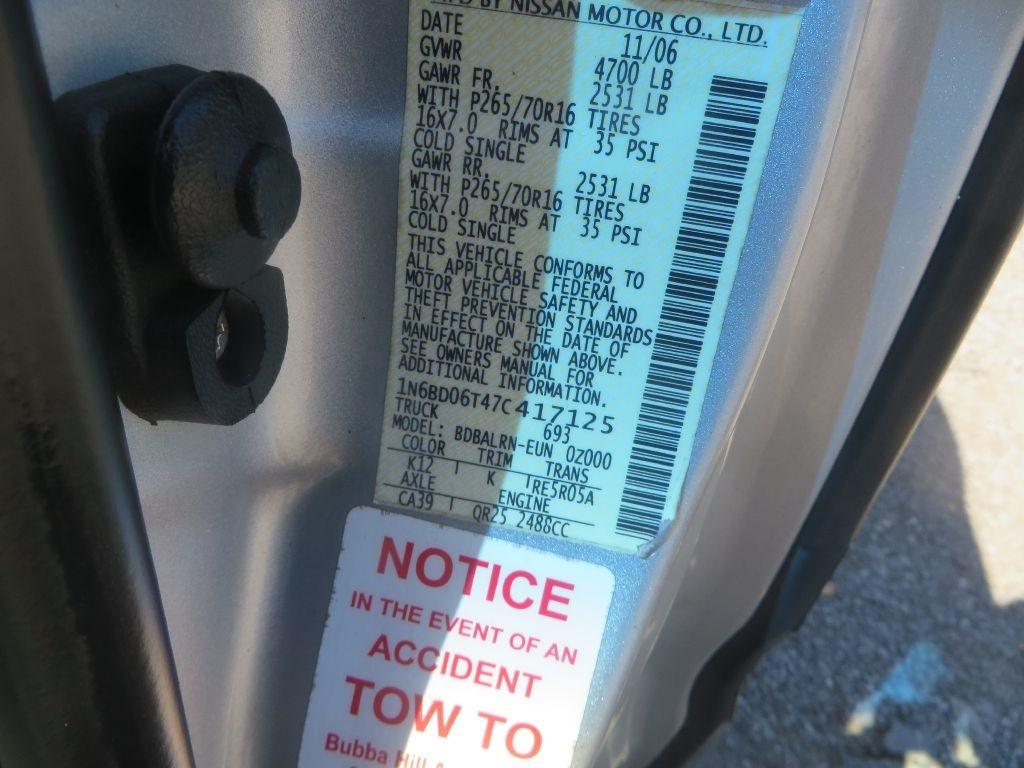 BY NISSAN MOTOR CO., LTD.
DATE 11/06
GVWR 4700 LB
GAWR FR. 2531 LB
WITH P265/70R16 TIRES
16X7.0 RIMS AT 35 PSI
COLD SINGLE
GAWR RR. 2531 LB
WITH P265/70R16 TIRES
16X7.0 RIMS AT 35 PSI
COLD SINGLE
THIS VEHICLE CONFORMS TO
ALL APPLICABLE FEDERAL
MOTOR VEHICLE SAFETY AND
THEFT PREVENTION STANDARDS
IN EFFECT ON THE DATE OF
MANUFACTURE SHOWN ABOVE.
SEE OWNERS MANUAL FOR
ADDITIONAL INFORMATION.
1N6BD06T47C417125
TRUCK 693
MODEL: BDBALRN-EUN 0Z000
COLOR TRIM TRANS
K12 K RE5R05A
AXLE ENGINE
CA39 QR25 2488CC
NOTICE
IN THE EVENT OF AN
ACCIDENT
TOW TO
Bubba Hill